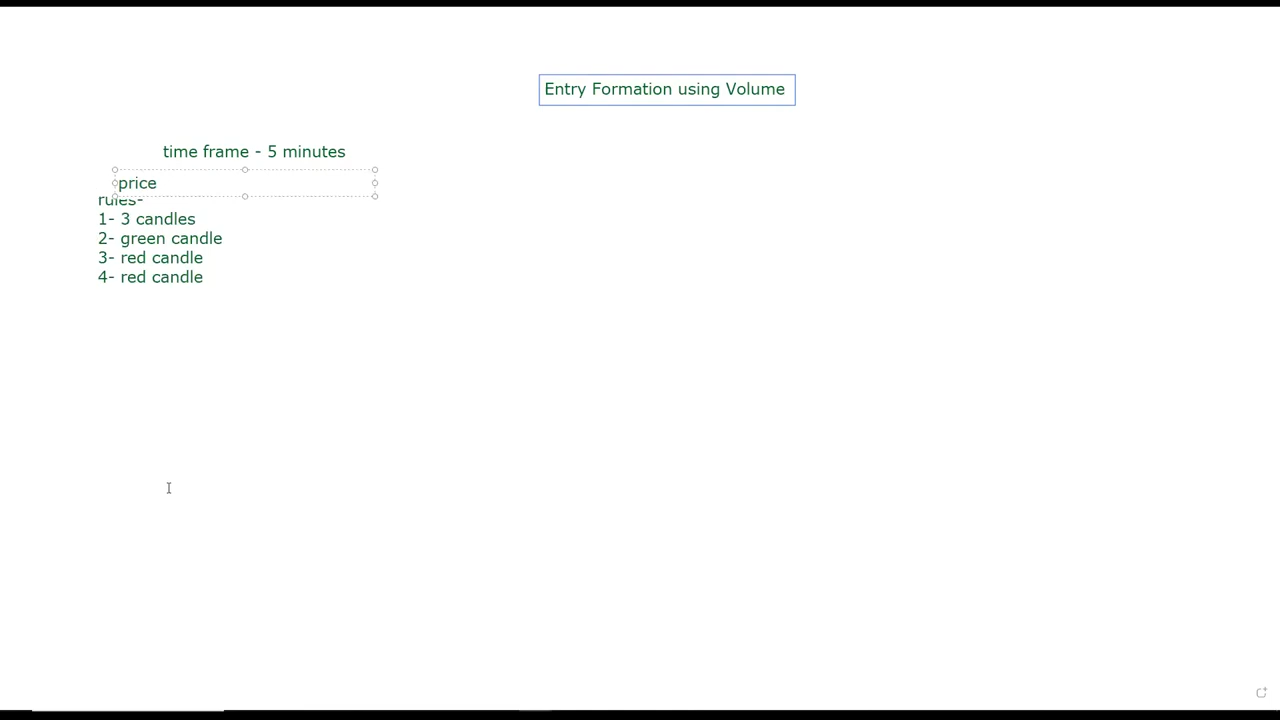 Entry Formation using Volume
time frame - 5 minutes
price
rules-
1- 3 candles
2- green candle
3- red candle
4- red candle